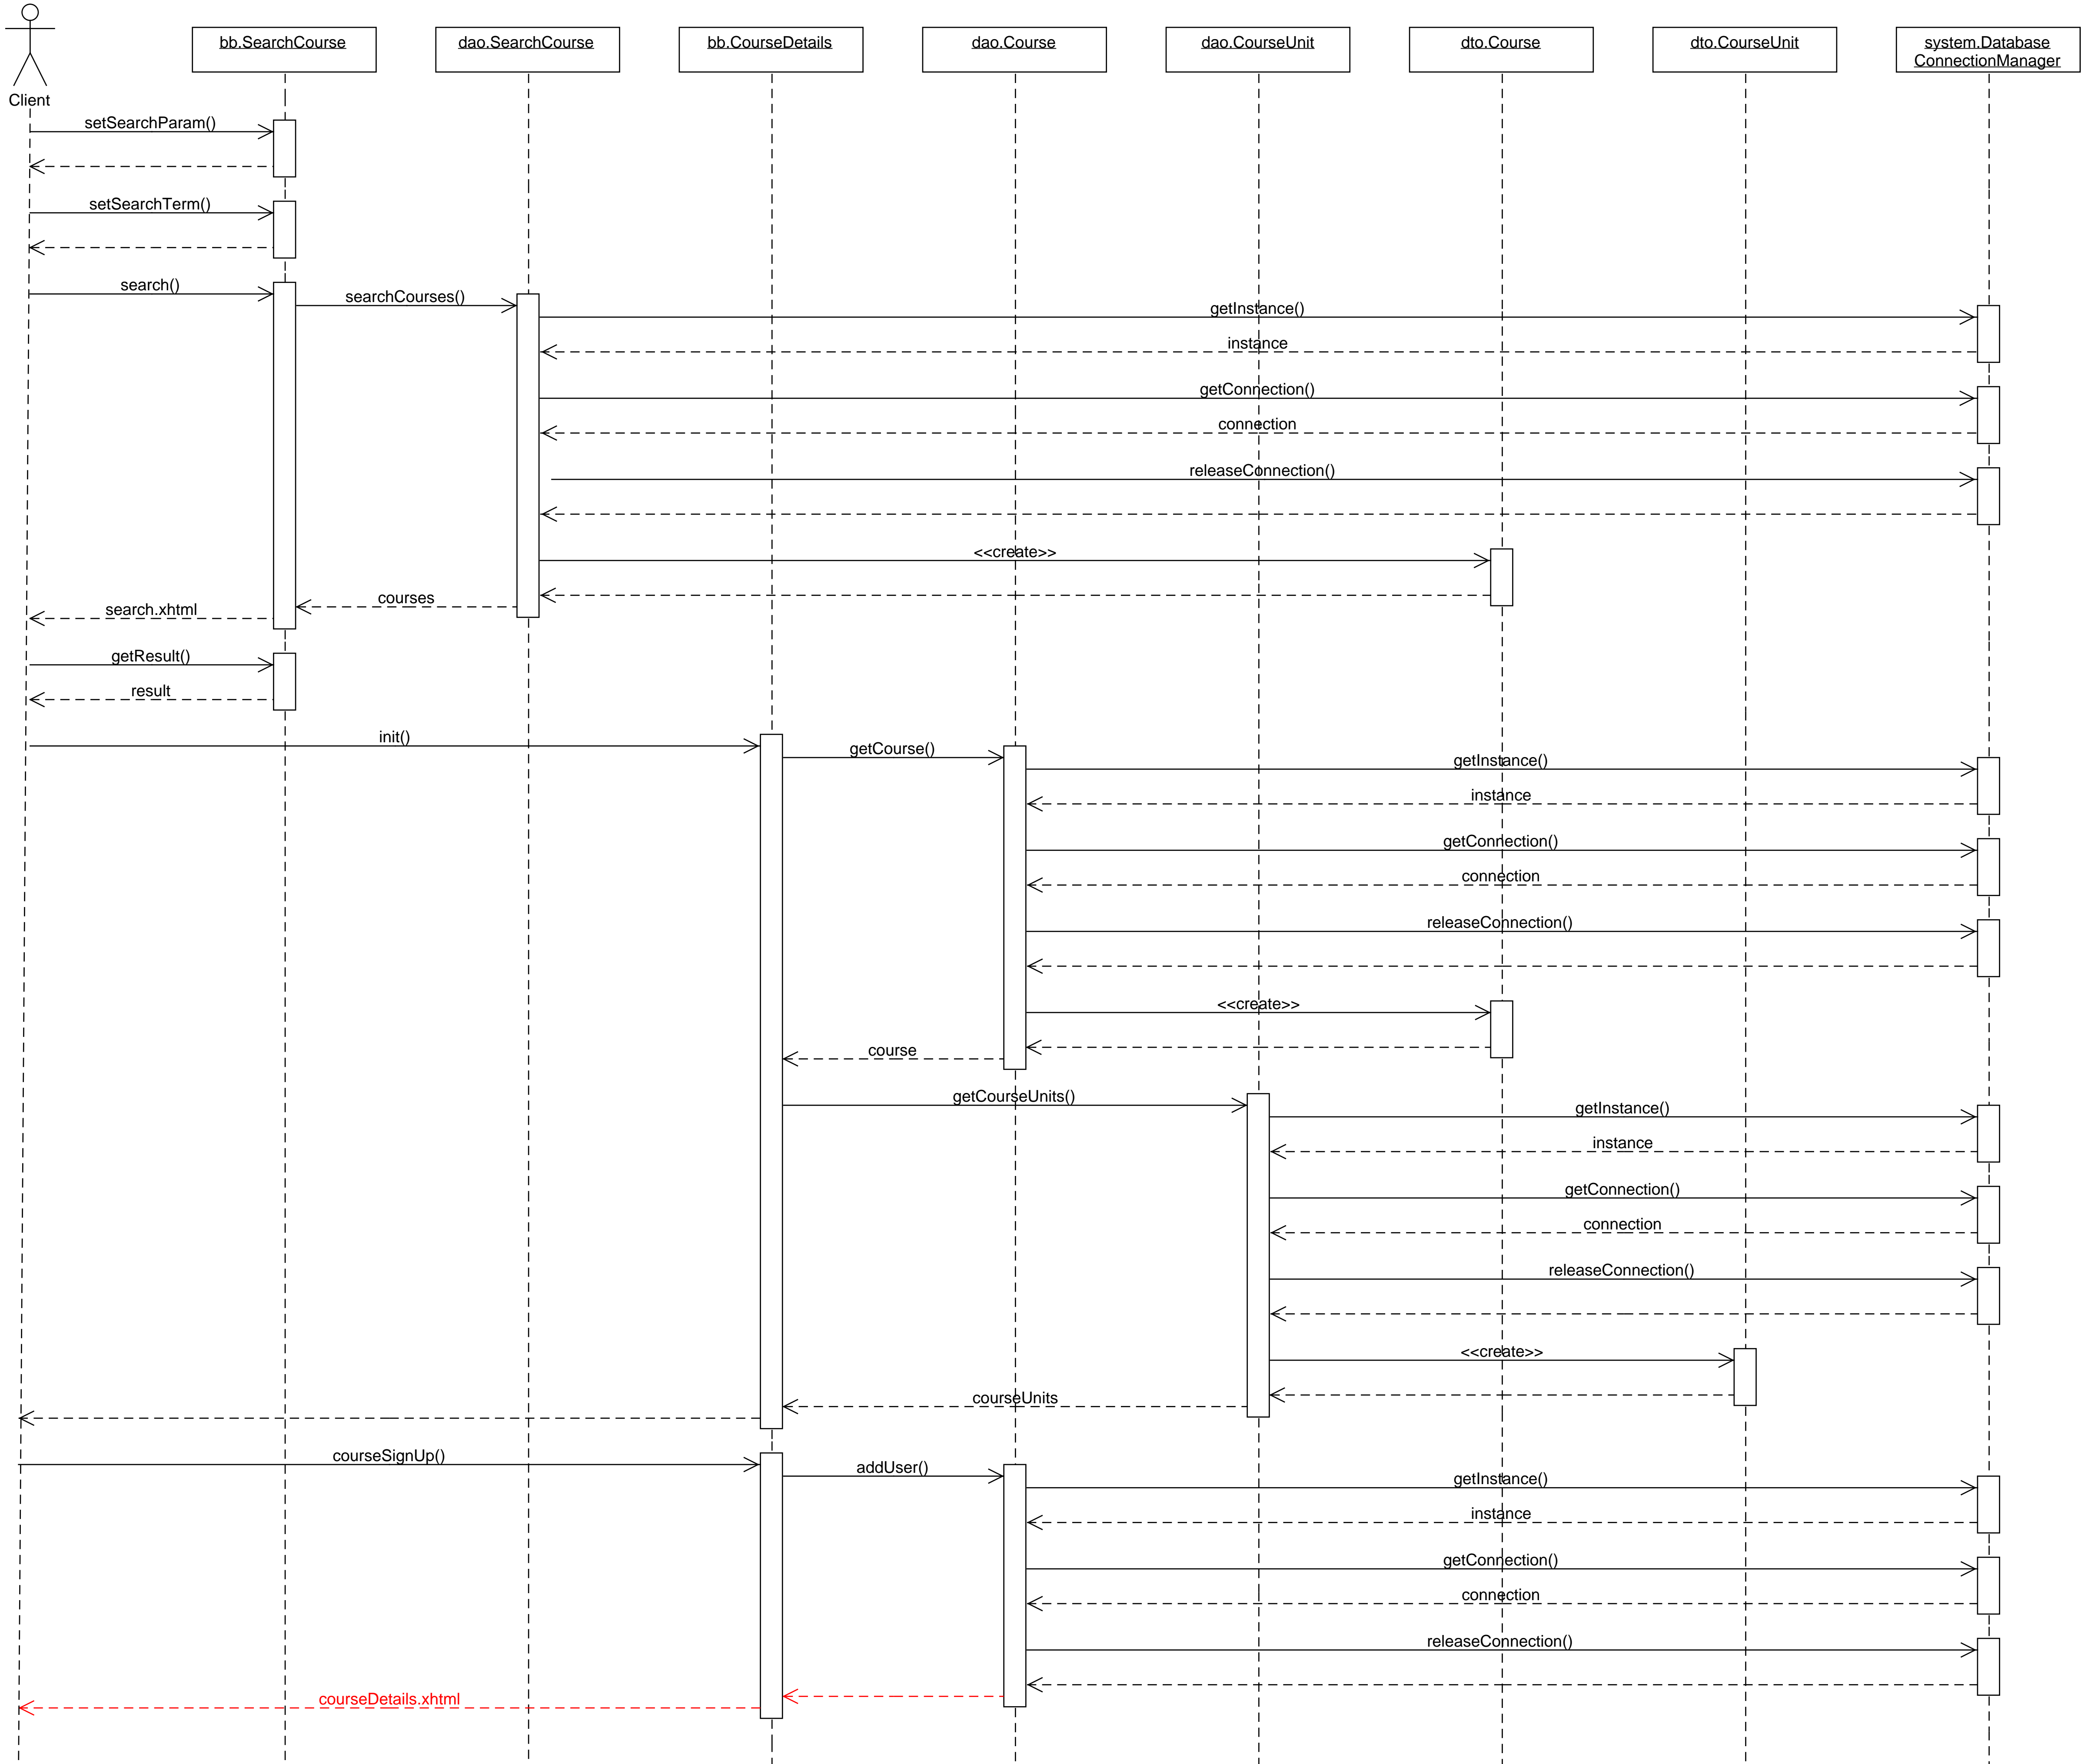 bb.SearchCourse
dao.SearchCourse
bb.CourseDetails
dao.Course
dao.CourseUnit
dto.Course
dto.CourseUnit
system.Database
ConnectionManager
Client
setSearchParam()
setSearchTerm()
search()
searchCourses()
getInstance()
instance
getConnection()
connection
releaseConnection()
<<create>>
courses
search.xhtml
getResult()
result
init()
getCourse()
getInstance()
instance
getConnection()
connection
releaseConnection()
<<create>>
course
getCourseUnits()
getInstance()
instance
getConnection()
connection
releaseConnection()
<<create>>
courseUnits
courseSignUp()
addUser()
getInstance()
instance
getConnection()
connection
releaseConnection()
courseDetails.xhtml